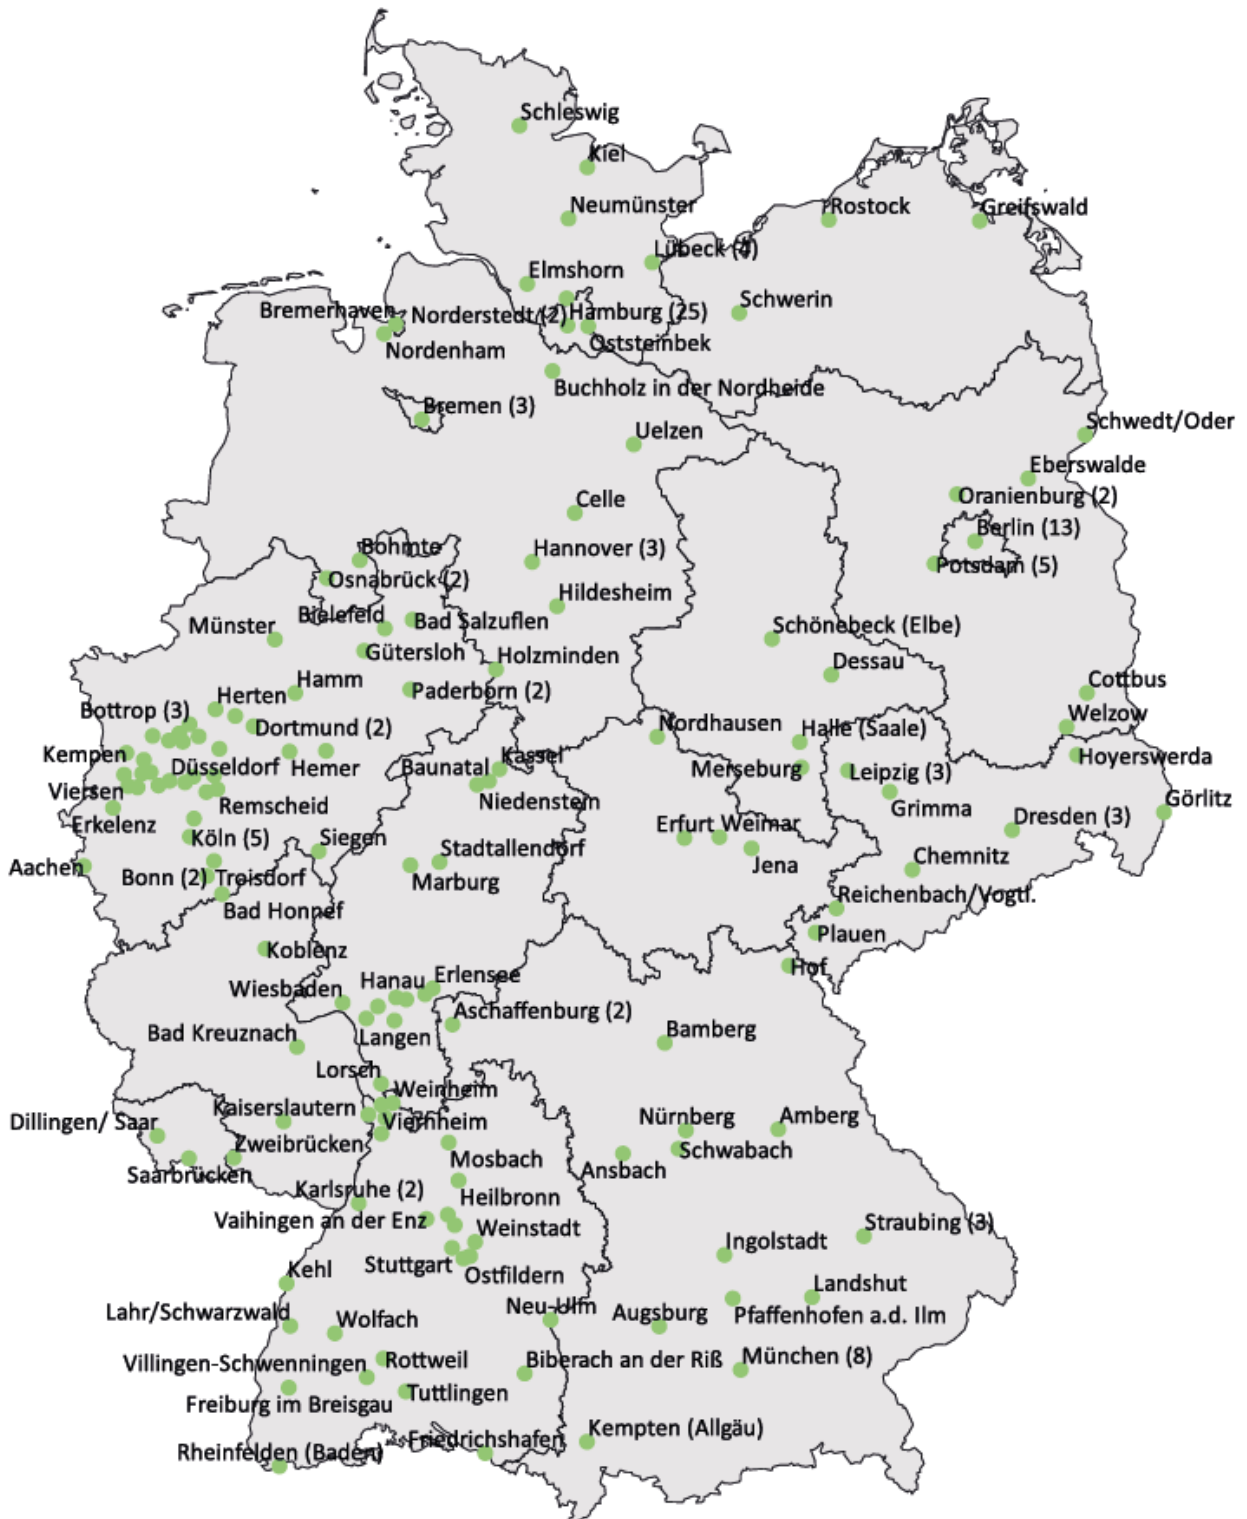 Schleswig
Kiel
Neumünster
Rostock
Greifswald
Lübeck (4)
Elmshorn
Schwerin
Bremerhaven
Norderstedt (2)
Hamburg (25)
Oststeinbek
Nordenham
Buchholz in der Nordheide
Bremen (3)
Schwedt/Oder
Uelzen
Eberswalde
Oranienburg (2)
Celle
Berlin (13)
Bohmte
Hannover (3)
Potsdam (5)
Osnabrück (2)
Hildesheim
Bielefeld
Bad Salzuflen
Münster
Schönebeck (Elbe)
Gütersloh
Holzminden
Dessau
Hamm
Cottbus
Herten
Paderborn (2)
Bottrop (3)
Welzow
Dortmund (2)
Nordhausen
Halle (Saale)
Kempen
Kassel
Hoyerswerda
Düsseldorf
Hemer
Baunatal
Merseburg
Leipzig (3)
Viersen
Niedenstein
Remscheid
Grimma
Görlitz
Erkelenz
Dresden (3)
Erfurt
Weimar
Köln (5)
Siegen
Stadtallendorf
Jena
Chemnitz
Aachen
Bonn (2)
Troisdorf
Marburg
Reichenbach/Vogtl.
Bad Honnef
Plauen
Koblenz
Hof
Hanau
Erlensee
Wiesbaden
Aschaffenburg (2)
Bamberg
Bad Kreuznach
Langen
Lorsch
Weinheim
Kaiserslautern
Nürnberg
Amberg
Dillingen/ Saar
Viernheim
Zweibrücken
Schwabach
Mosbach
Ansbach
Saarbrücken
Karlsruhe (2)
Heilbronn
Vaihingen an der Enz
Weinstadt
Straubing (3)
Ingolstadt
Stuttgart
Ostfildern
Kehl
Landshut
Neu-Ulm
Lahr/Schwarzwald
Wolfach
Augsburg
Pfaffenhofen a.d. Ilm
Villingen-Schwenningen
Rottweil
Biberach an der Riß
München (8)
Tuttlingen
Freiburg im Breisgau
Kempten (Allgäu)
Friedrichshafen
Rheinfelden (Baden)